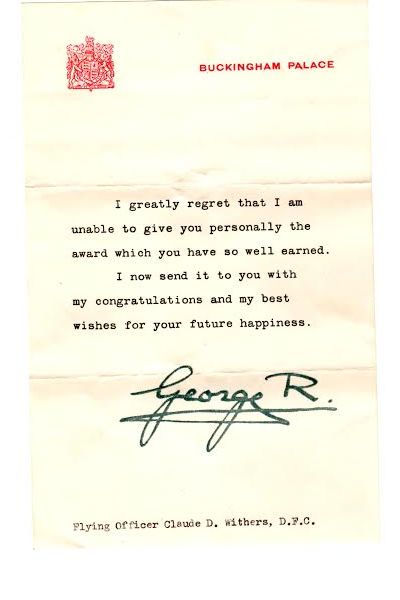 BUCKINGHAM PALACE
I greatly regret that I am
unable to give you personally the
award which you have so well earned.
I now send it to you with
my congratulations and my best
wishes for your future happiness.
George R.
Flying Officer Claude D. Withers, D.F.C.